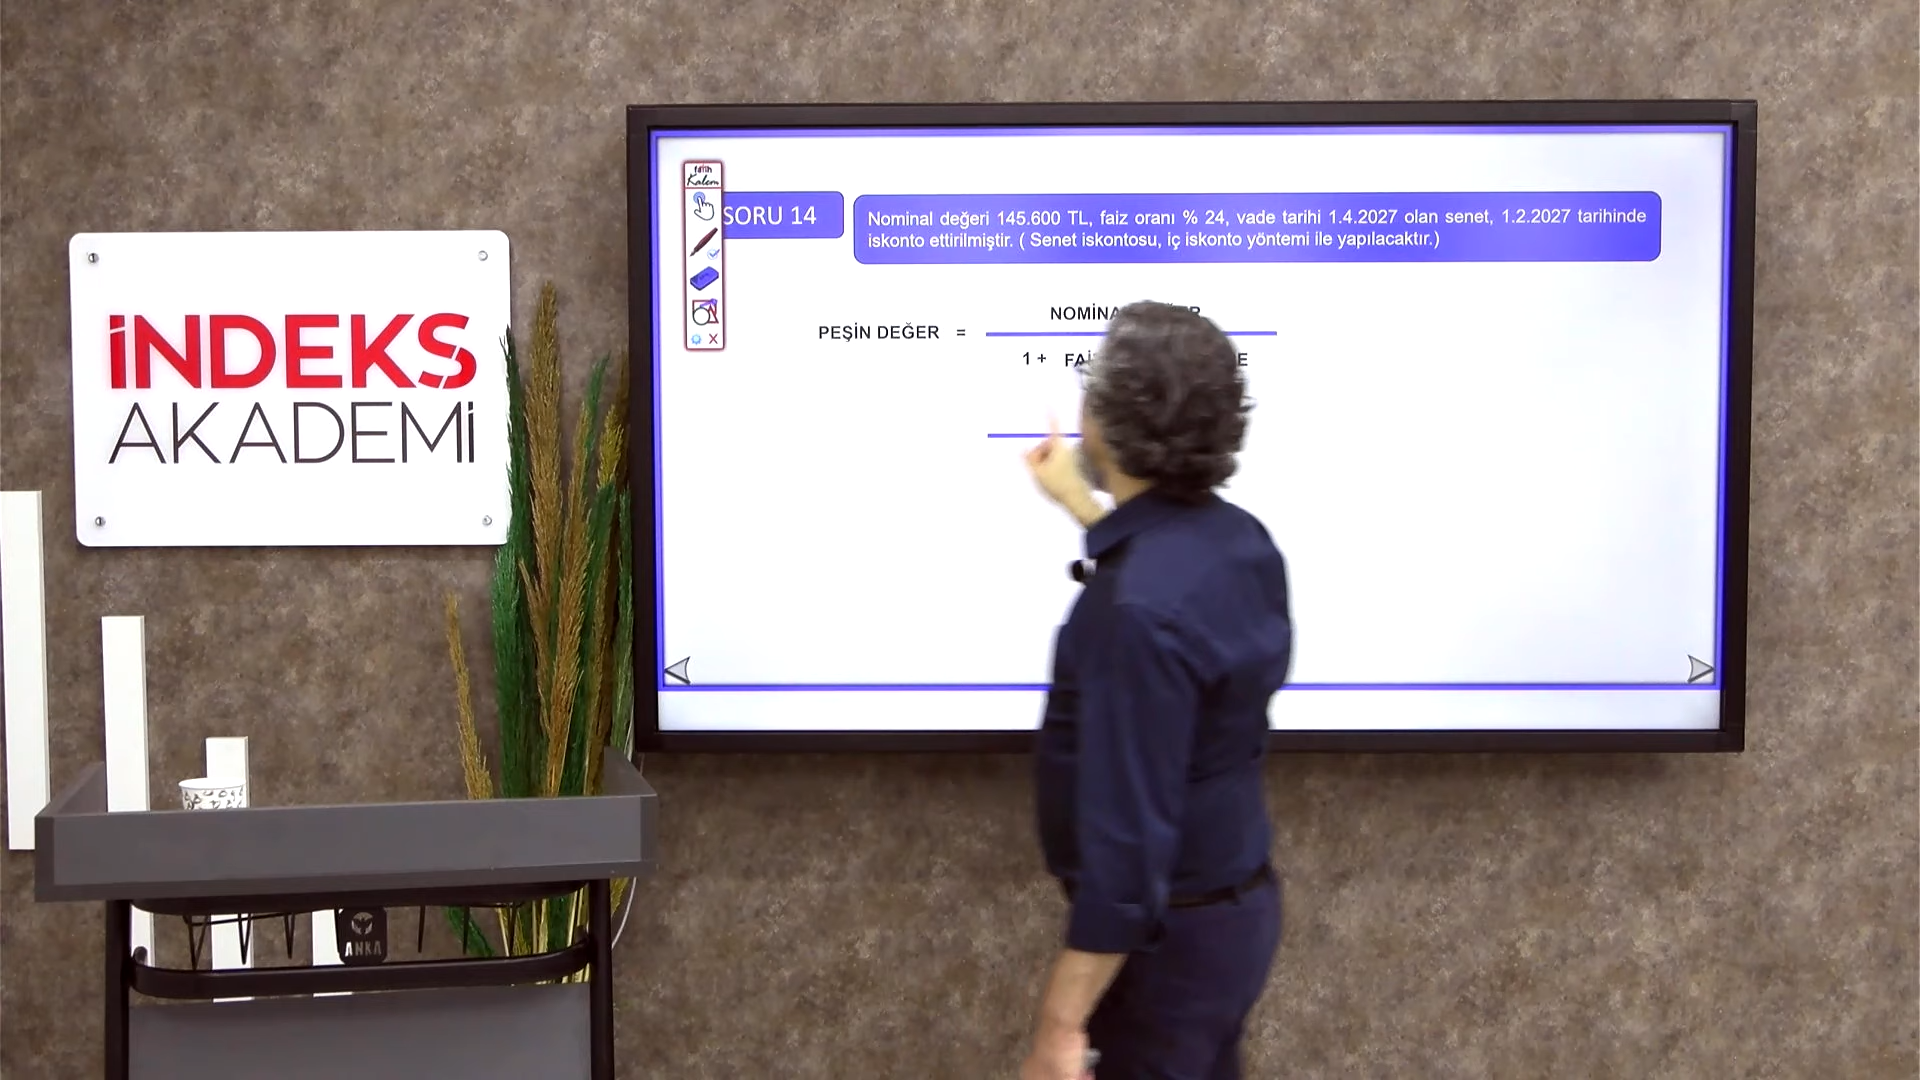 fatih
Kalem
SORU 14
Nominal değeri 145.600 TL, faiz oranı % 24, vade tarihi 1.4.2027 olan senet, 1.2.2027 tarihinde
iskonto ettirilmiştir. ( Senet iskontosu, iç iskonto yöntemi ile yapılacaktır.)
PEŞİN DEĞER =
1 +
İNDEKS
AKADEMİ
ANKA